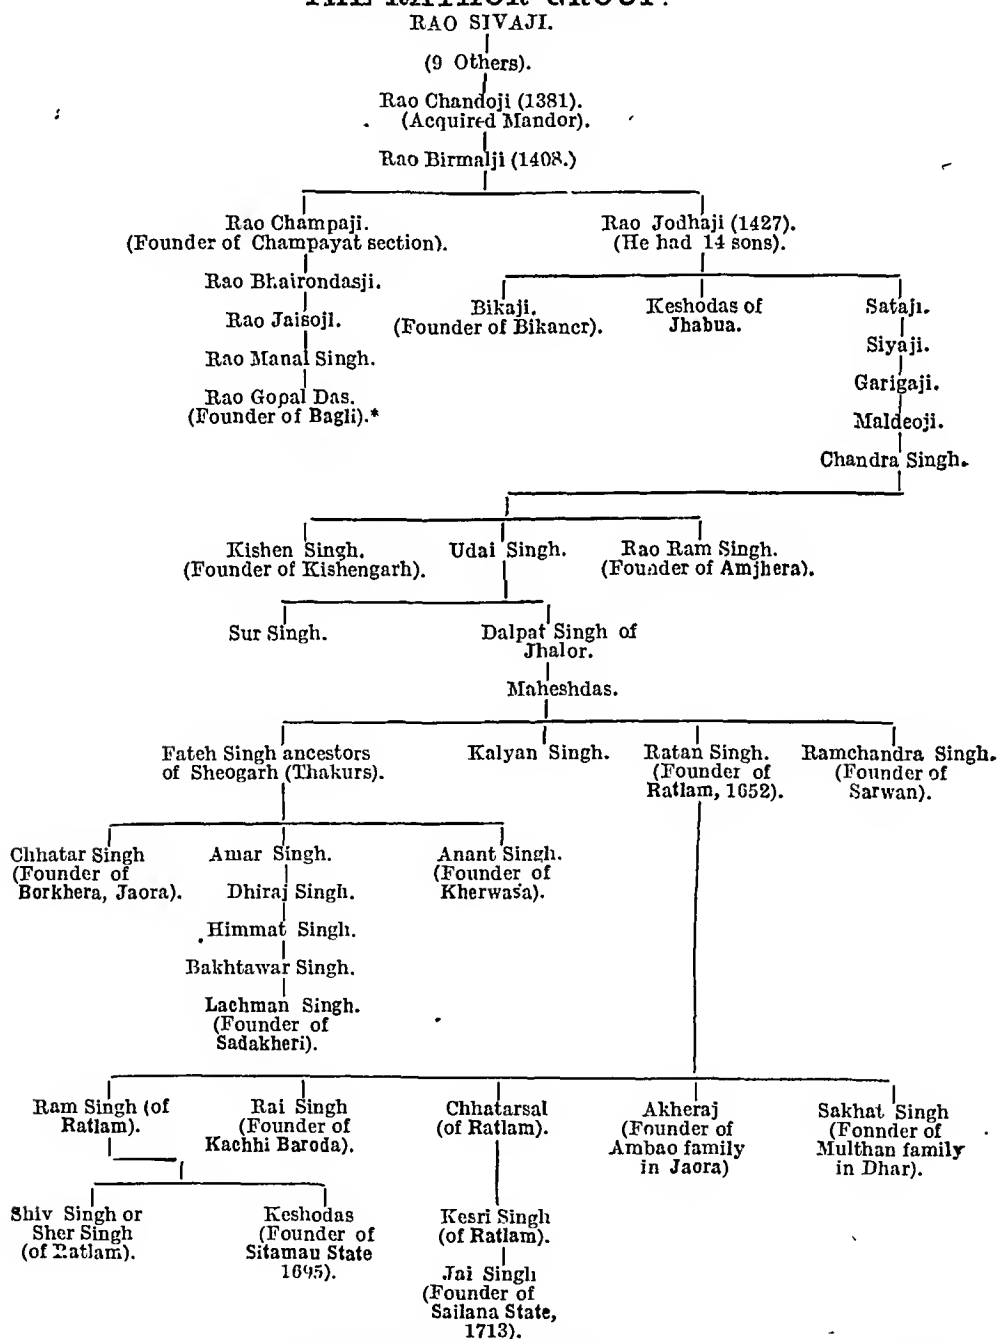 THE RATHOR GROUP.
RAO SIVAJI.
(9 Others).
Rao Chandoji (1381).
(Acquired Mandor).
Rao Birmalji (1408.)
Rao Champaji.
(Founder of Champayat section).
Rao Jodhaji (1427).
(He had 14 sons).
Rao Bhairondasji.
Rao Jaisoji.
Rao Manal Singh.
Rao Gopal Das.
(Founder of Bagli).*
Bikaji.
(Founder of Bikaner).
Keshodas of
Jhabua.
Sataji.
Siyaji.
Garigaji.
Maldeoji.
Chandra Singh.
Kishen Singh.
(Founder of Kishengarh).
Udai Singh.
Rao Ram Singh.
(Founder of Amjhera).
Sur Singh.
Dalpat Singh of
Jhalor.
Maheshdas.
Fateh Singh ancestors
of Sheogarh (Thakurs).
Kalyan Singh.
Ratan Singh.
(Founder of
Ratlam, 1652).
Ramchandra Singh.
(Founder of
Sarwan).
Chhatar Singh
(Founder of
Borkhera, Jaora).
Amar Singh.
Dhiraj Singh.
Himmat Singh.
Bakhtawar Singh.
Lachman Singh.
(Founder of
Sadakheri).
Anant Singh.
(Founder of
Kherwasa).
Ram Singh (of
Ratlam).
Rai Singh
(Founder of
Kachhi Baroda).
Chhatarsal
(of Ratlam).
Akheraj
(Founder of
Ambao family
in Jaora)
Sakhat Singh
(Fonnder of
Multhan family
in Dhar).
Shiv Singh or
Sher Singh
(of Ratlam).
Keshodas
(Founder of
Sitamau State
1695).
Kesri Singh
(of Ratlam).
Jai Singh
(Founder of
Sailana State,
1713).